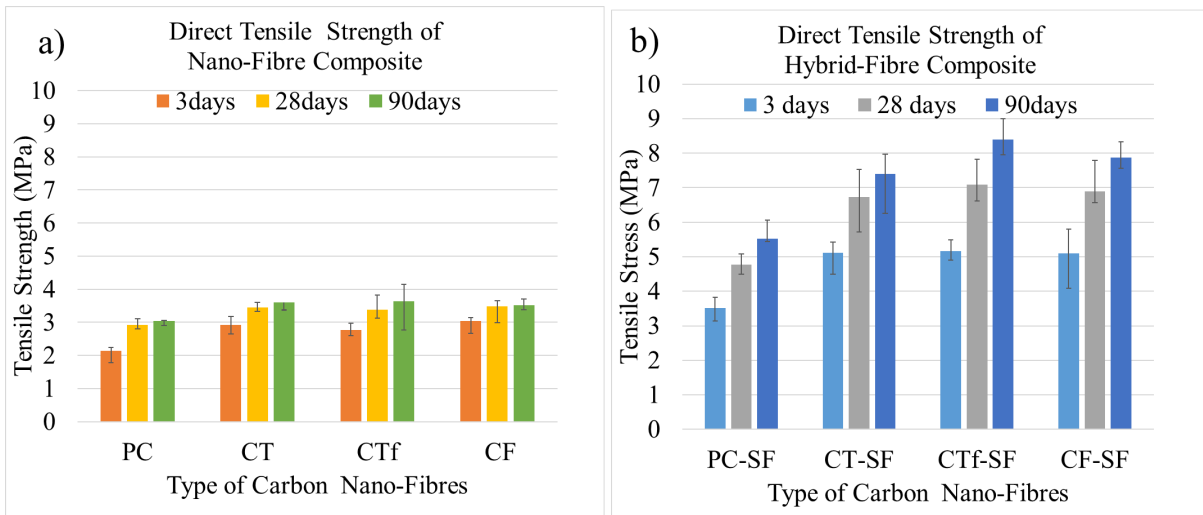 a)
Direct Tensile Strength of
Nano-Fibre Composite
3days 28days 90days
Tensile Strength (MPa)
10
9
8
7
6
5
4
3
2
1
0
PC CT CTf CF
Type of Carbon Nano-Fibres
b)
Direct Tensile Strength of
Hybrid-Fibre Composite
3 days 28 days 90days
Tensile Stress (MPa)
10
9
8
7
6
5
4
3
2
1
0
PC-SF CT-SF CTf-SF CF-SF
Type of Carbon Nano-Fibres